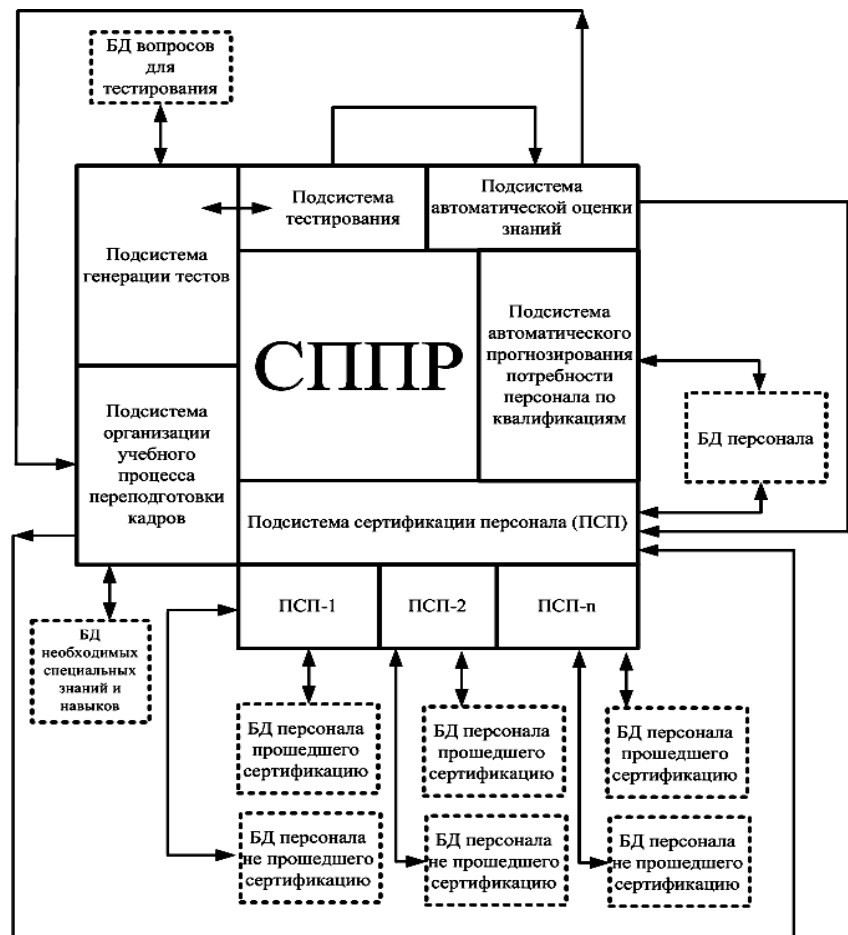 БД вопросов
для
тестирования
Подсистема
тестирования
Подсистема
автоматической оценки
знаний
Подсистема
генерации тестов
СППР
Подсистема
автоматического
прогнозирования
потребности
персонала по
квалификациям
Подсистема
организации
учебного
процесса
переподготовки
кадров
БД персонала
Подсистема сертификации персонала (ПСП)
ПСП-1
ПСП-2
ПСП-n
БД
необходимых
специальных
знаний и
навыков
БД персонала
прошедшего
сертификацию
БД персонала
прошедшего
сертификацию
БД персонала
прошедшего
сертификацию
БД персонала
не прошедшего
сертификацию
БД персонала
не прошедшего
сертификацию
БД персонала
не прошедшего
сертификацию